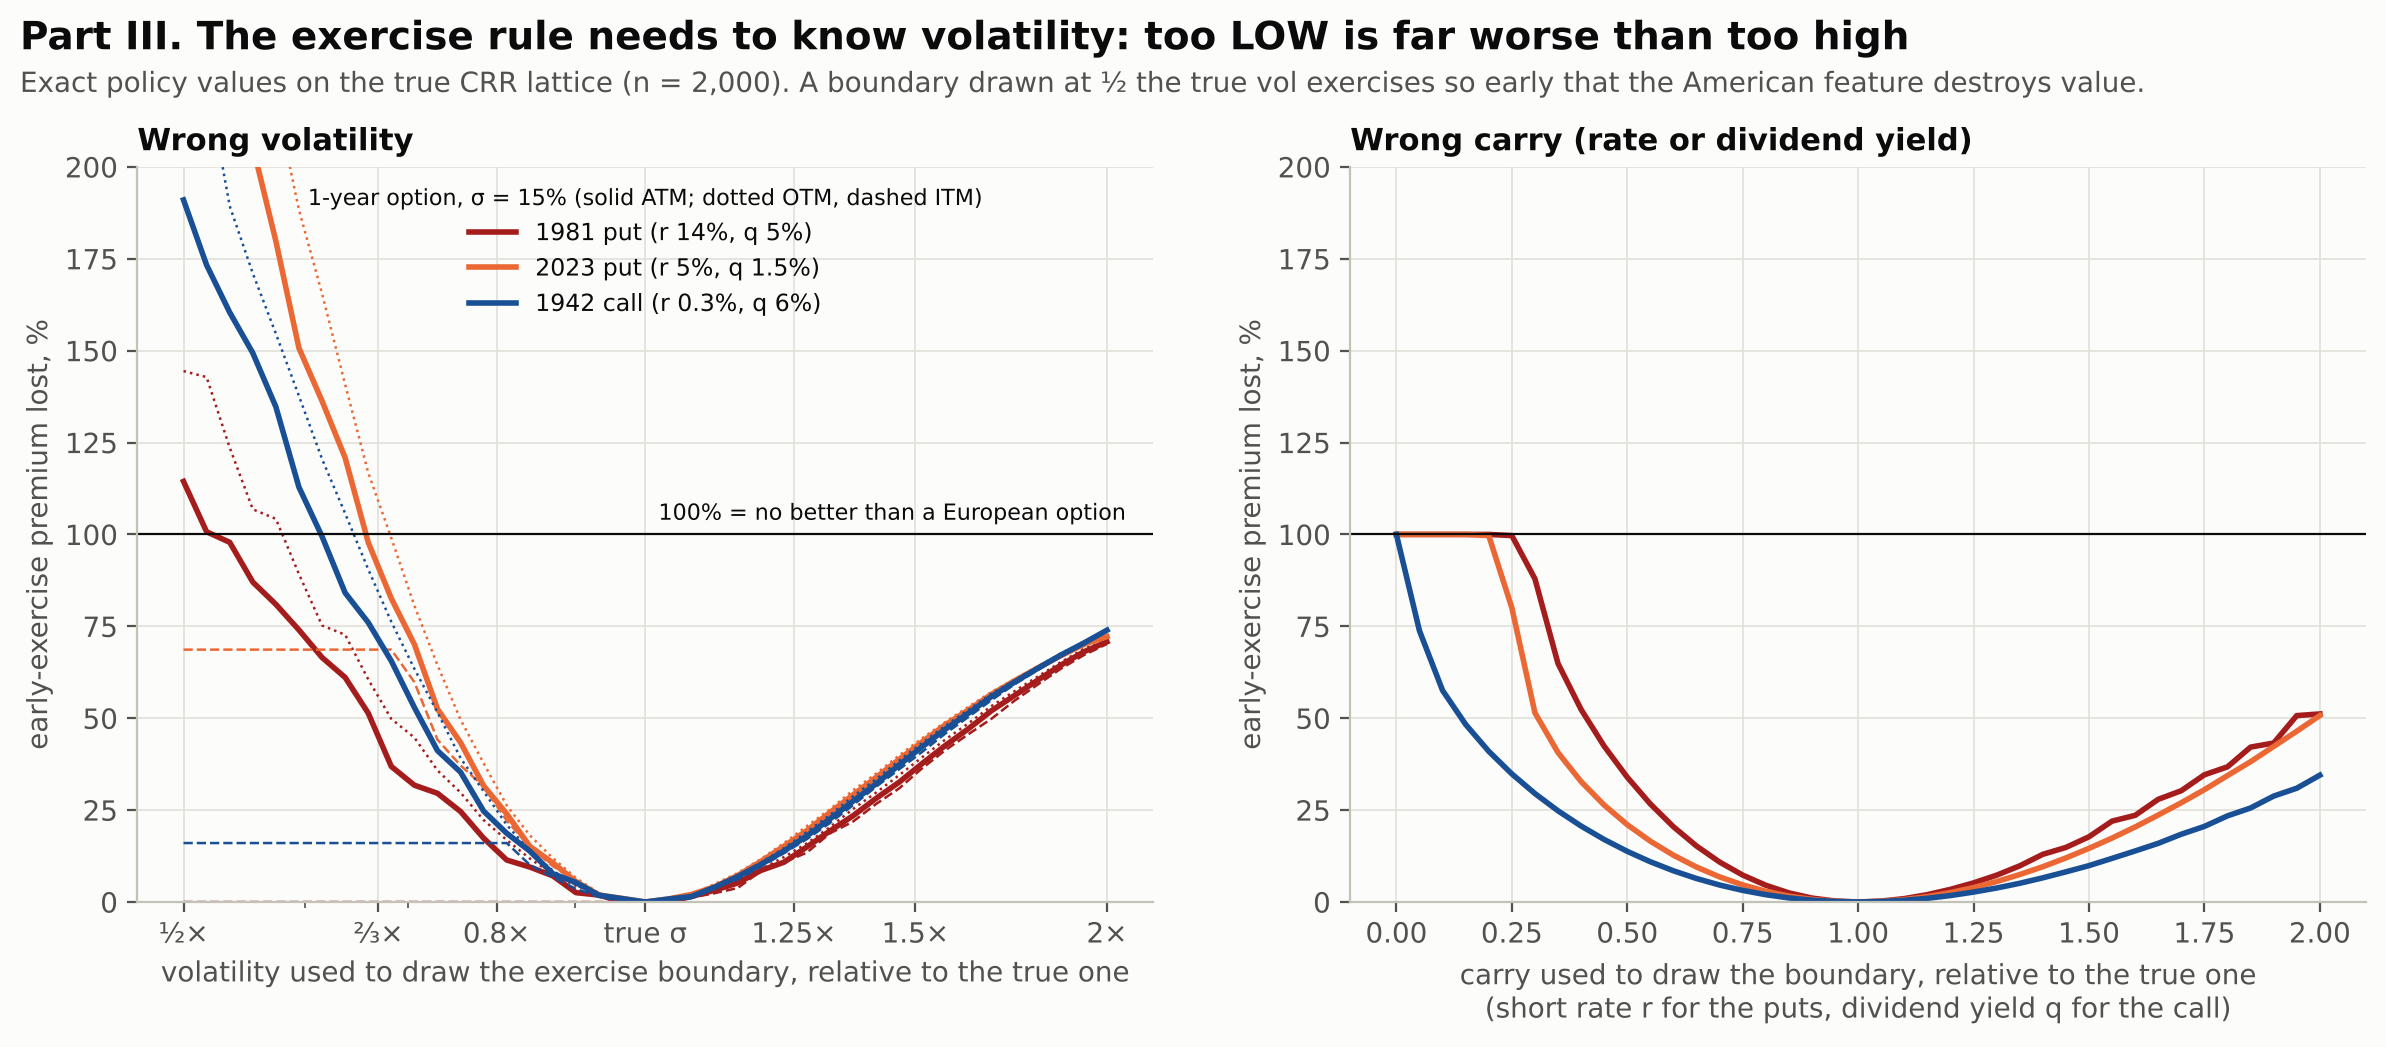 Part III. The exercise rule needs to know volatility: too LOW is far worse than too high
Exact policy values on the true CRR lattice (n = 2,000). A boundary drawn at ½ the true vol exercises so early that the American feature destroys value.
Wrong volatility
200
175
150
125
100
75
50
25
0
early-exercise premium lost, %
1-year option, σ = 15% (solid ATM; dotted OTM, dashed ITM)
1981 put (r 14%, q 5%)
2023 put (r 5%, q 1.5%)
1942 call (r 0.3%, q 6%)
100% = no better than a European option
½× ⅔× 0.8× true σ 1.25× 1.5× 2×
volatility used to draw the exercise boundary, relative to the true one
Wrong carry (rate or dividend yield)
200
175
150
125
100
75
50
25
0
early-exercise premium lost, %
0.00 0.25 0.50 0.75 1.00 1.25 1.50 1.75 2.00
carry used to draw the boundary, relative to the true one
(short rate r for the puts, dividend yield q for the call)